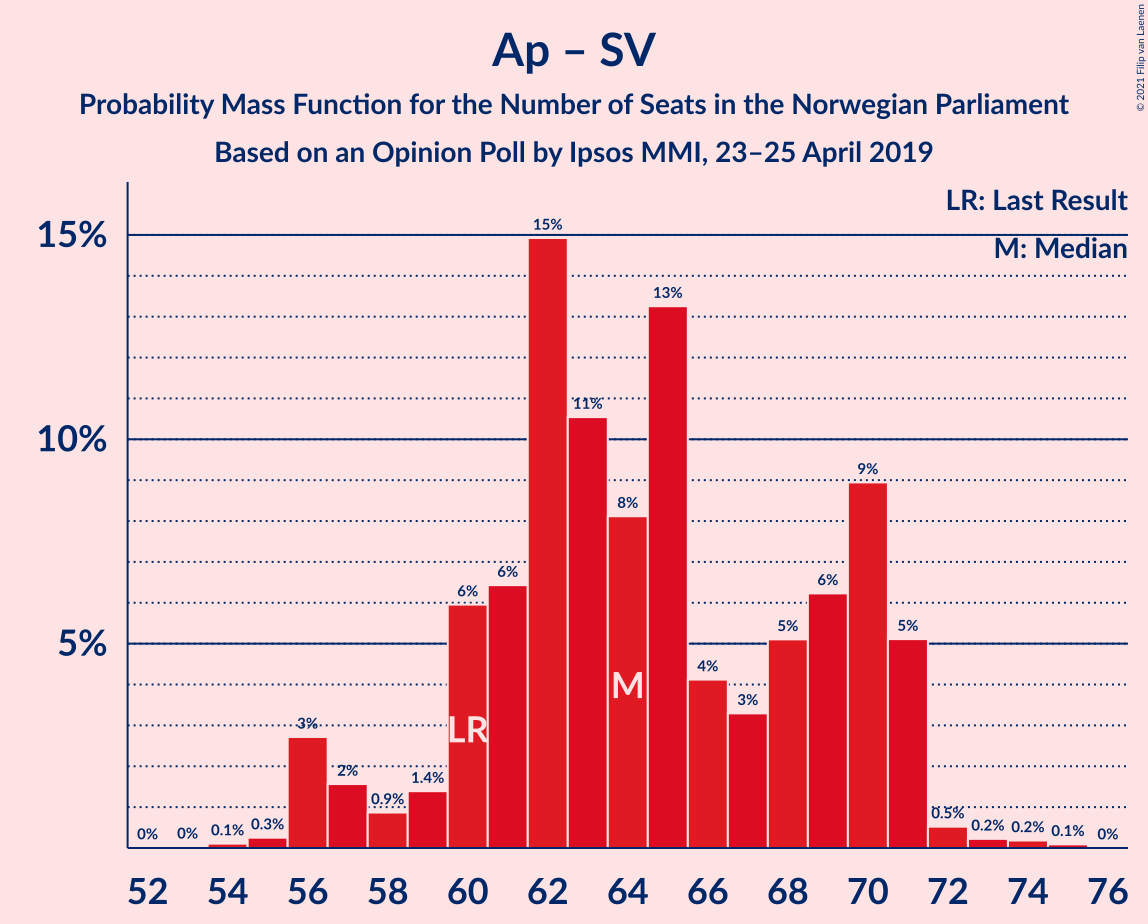 Ap – SV
Probability Mass Function for the Number of Seats in the Norwegian Parliament
Based on an Opinion Poll by Ipsos MMI, 23–25 April 2019
© 2021 Filip van Laenen
LR: Last Result
M: Median
15%
10%
5%
0% 0% 0.1% 0.3% 3% 2% 0.9% 1.4% 6% 6% 15% 11% 8% 13% 4% 3% 5% 6% 9% 5% 0.5% 0.2% 0.2% 0.1% 0%
LR M
52 54 56 58 60 62 64 66 68 70 72 74 76